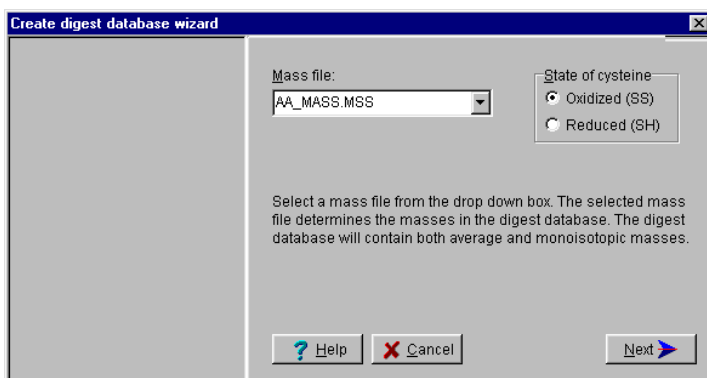 Create digest database wizard
Mass file:
AA_MASS.MSS
State of cysteine
Oxidized (SS)
Reduced (SH)
Select a mass file from the drop down box. The selected mass
file determines the masses in the digest database. The digest
database will contain both average and monoisotopic masses.
Help
Cancel
Next